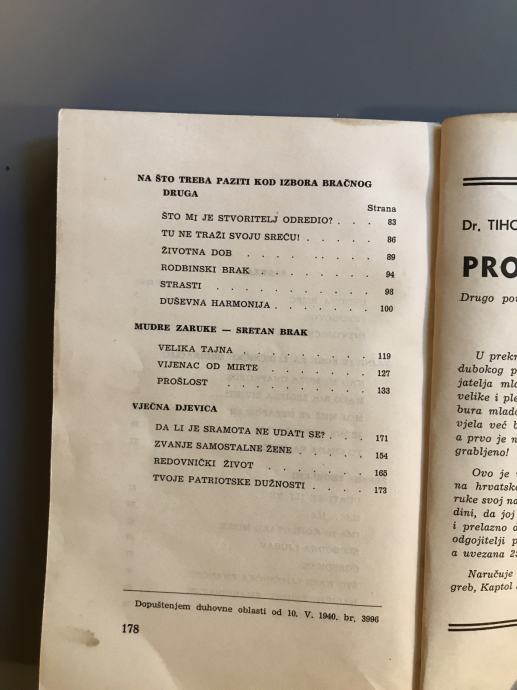 NA ŠTO TREBA PAZITI KOD IZBORA BRAČNOG
DRUGA
Strana
ŠTO MI JE STVORITELJ ODREDIO? . . . 83
TU NE TRAŽI SVOJU SREĆU! . . . . . 86
ŽIVOTNA DOB . . . . . . . . . 89
RODBINSKI BRAK . . . . . . . . 94
STRASTI . . . . . . . . . . 98
DUŠEVNA HARMONIJA . . . . . . . 100
MUDRE ZARUKE — SRETAN BRAK
VELIKA TAJNA . . . . . . . . . 119
VIJENAC OD MIRTE . . . . . . . 127
PROŠLOST . . . . . . . . . . 133
VJEČNA DJEVICA
DA LI JE SRAMOTA NE UDATI SE? . . . 171
ZVANJE SAMOSTALNE ŽENE . . . . . 154
REDOVNIČKI ŽIVOT . . . . . . . 165
TVOJE PATRIOTSKE DUŽNOSTI . . . . 173
Dopuštenjem duhovne oblasti od 10. V. 1940. br. 3996
178
Dr. TIHO
PRO
Drugo po
U prekr
dubokog p
jatelja mla
velike i ple
bura mlade
vjela već b
a prvo je n
grabljeno!
Ovo je
na hrvatsk
ruke svoj na
dini, da joj
i prelazno d
odgojitelji p
a uvezana 25
Naručuje
greb, Kaptol